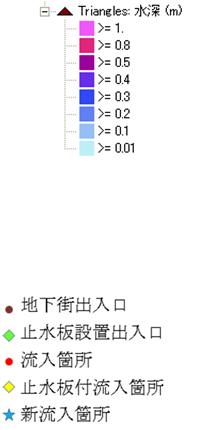 Triangles: 水深 (m)
>= 1.
>= 0.8
>= 0.5
>= 0.4
>= 0.3
>= 0.2
>= 0.1
>= 0.01
地下街出入口
止水板設置出入口
流入箇所
止水板付流入箇所
新流入箇所